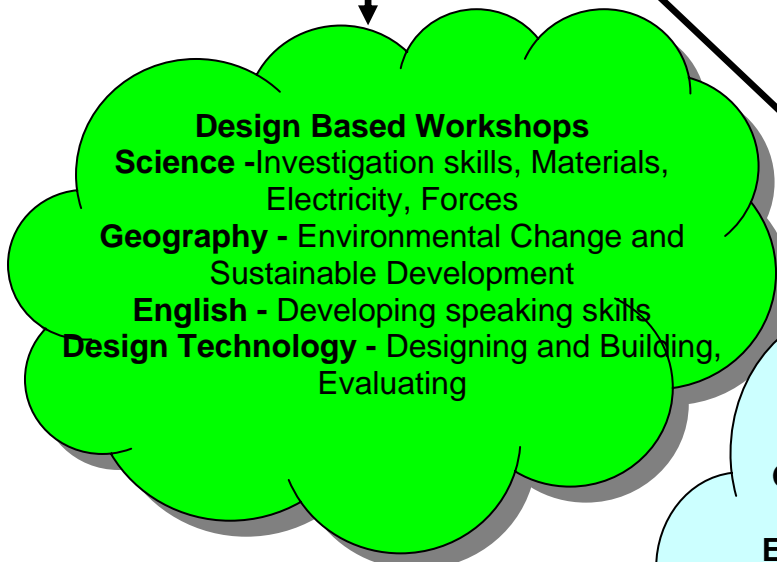 Design Based Workshops
Science -Investigation skills, Materials,
Electricity, Forces
Geography - Environmental Change and
Sustainable Development
English - Developing speaking skills
Design Technology - Designing and Building,
Evaluating
E